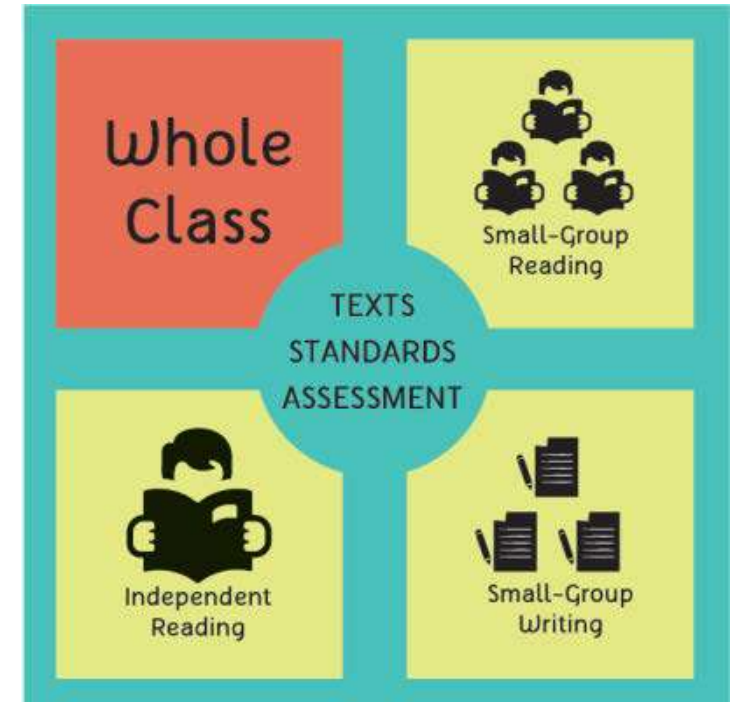 Whole
Class
Small-Group
Reading
TEXTS
STANDARDS
ASSESSMENT
Independent
Reading
Small-Group
Writing